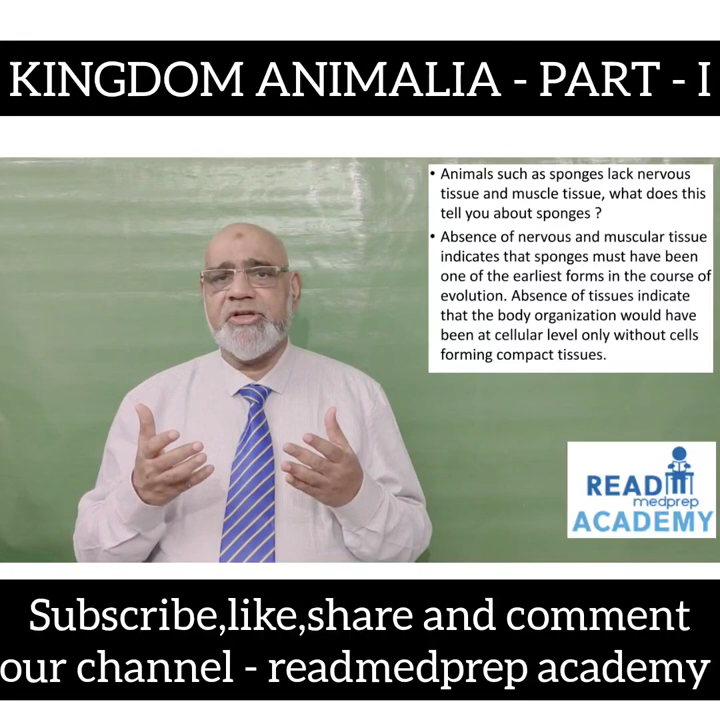 KINGDOM ANIMALIA - PART - I
• Animals such as sponges lack nervous
tissue and muscle tissue, what does this
tell you about sponges ?
• Absence of nervous and muscular tissue
indicates that sponges must have been
one of the earliest forms in the course of
evolution. Absence of tissues indicate
that the body organization would have
been at cellular level only without cells
forming compact tissues.
READ
medprep
ACADEMY
Subscribe,like,share and comment
our channel - readmedprep academy